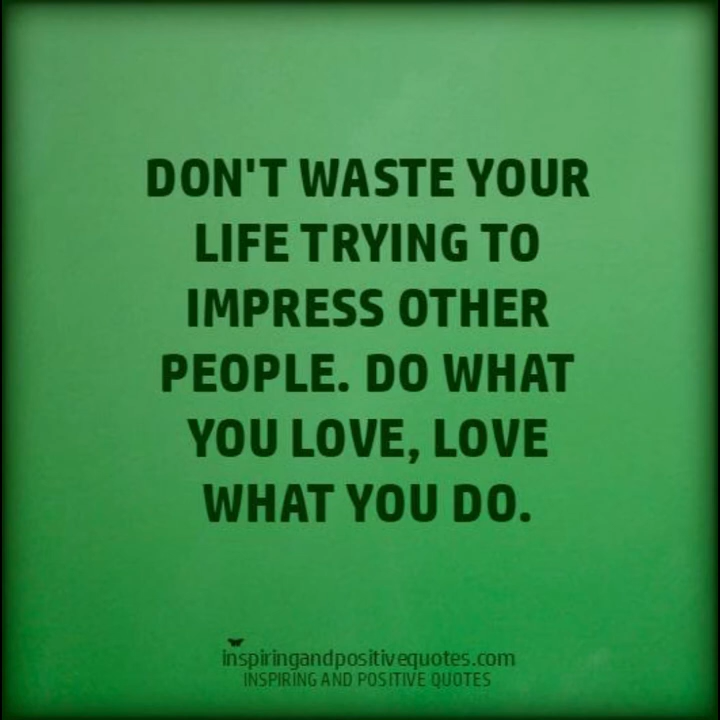 DON'T WASTE YOUR
LIFE TRYING TO
IMPRESS OTHER
PEOPLE. DO WHAT
YOU LOVE, LOVE
WHAT YOU DO.
inspiringandpositivequotes.com
INSPIRING AND POSITIVE QUOTES